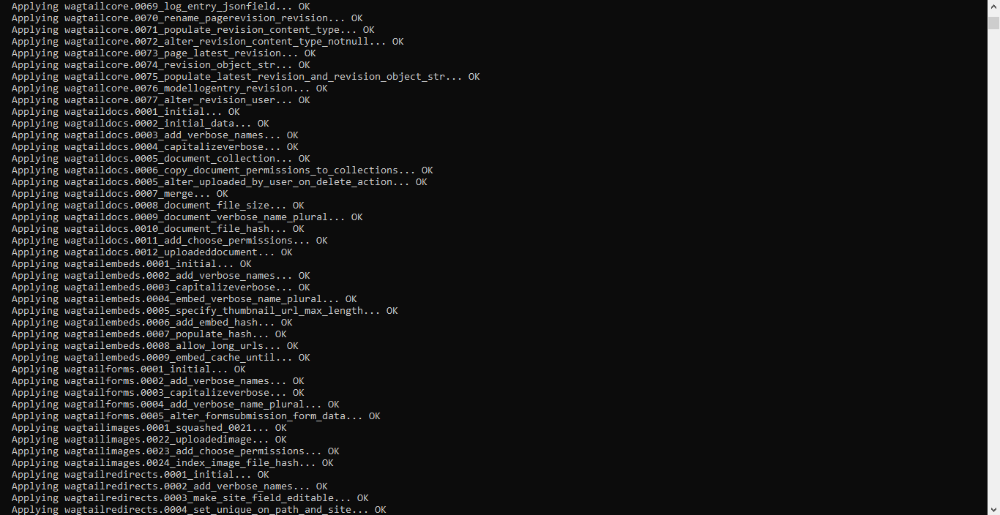 Applying wagtailcore.0069_log_entry_jsonfield... OK
Applying wagtailcore.0070_rename_pagerevision_revision... OK
Applying wagtailcore.0071_populate_revision_content_type... OK
Applying wagtailcore.0072_alter_revision_content_type_notnull... OK
Applying wagtailcore.0073_page_latest_revision... OK
Applying wagtailcore.0074_revision_object_str... OK
Applying wagtailcore.0075_populate_latest_revision_and_revision_object_str... OK
Applying wagtailcore.0076_modellogentry_revision... OK
Applying wagtailcore.0077_alter_revision_user... OK
Applying wagtaildocs.0001_initial... OK
Applying wagtaildocs.0002_initial_data... OK
Applying wagtaildocs.0003_add_verbose_names... OK
Applying wagtaildocs.0004_capitalizeverbose... OK
Applying wagtaildocs.0005_document_collection... OK
Applying wagtaildocs.0006_copy_document_permissions_to_collections... OK
Applying wagtaildocs.0005_alter_uploaded_by_user_on_delete_action... OK
Applying wagtaildocs.0007_merge... OK
Applying wagtaildocs.0008_document_file_size... OK
Applying wagtaildocs.0009_document_verbose_name_plural... OK
Applying wagtaildocs.0010_document_file_hash... OK
Applying wagtaildocs.0011_add_choose_permissions... OK
Applying wagtaildocs.0012_uploadeddocument... OK
Applying wagtailembeds.0001_initial... OK
Applying wagtailembeds.0002_add_verbose_names... OK
Applying wagtailembeds.0003_capitalizeverbose... OK
Applying wagtailembeds.0004_embed_verbose_name_plural... OK
Applying wagtailembeds.0005_specify_thumbnail_url_max_length... OK
Applying wagtailembeds.0006_add_embed_hash... OK
Applying wagtailembeds.0007_populate_hash... OK
Applying wagtailembeds.0008_allow_long_urls... OK
Applying wagtailembeds.0009_embed_cache_until... OK
Applying wagtailforms.0001_initial... OK
Applying wagtailforms.0002_add_verbose_names... OK
Applying wagtailforms.0003_capitalizeverbose... OK
Applying wagtailforms.0004_add_verbose_name_plural... OK
Applying wagtailforms.0005_alter_formsubmission_form_data... OK
Applying wagtailimages.0001_squashed_0021... OK
Applying wagtailimages.0022_uploadedimage... OK
Applying wagtailimages.0023_add_choose_permissions... OK
Applying wagtailimages.0024_index_image_file_hash... OK
Applying wagtailredirects.0001_initial... OK
Applying wagtailredirects.0002_add_verbose_names... OK
Applying wagtailredirects.0003_make_site_field_editable... OK
Applying wagtailredirects.0004_set_unique_on_path_and_site... OK